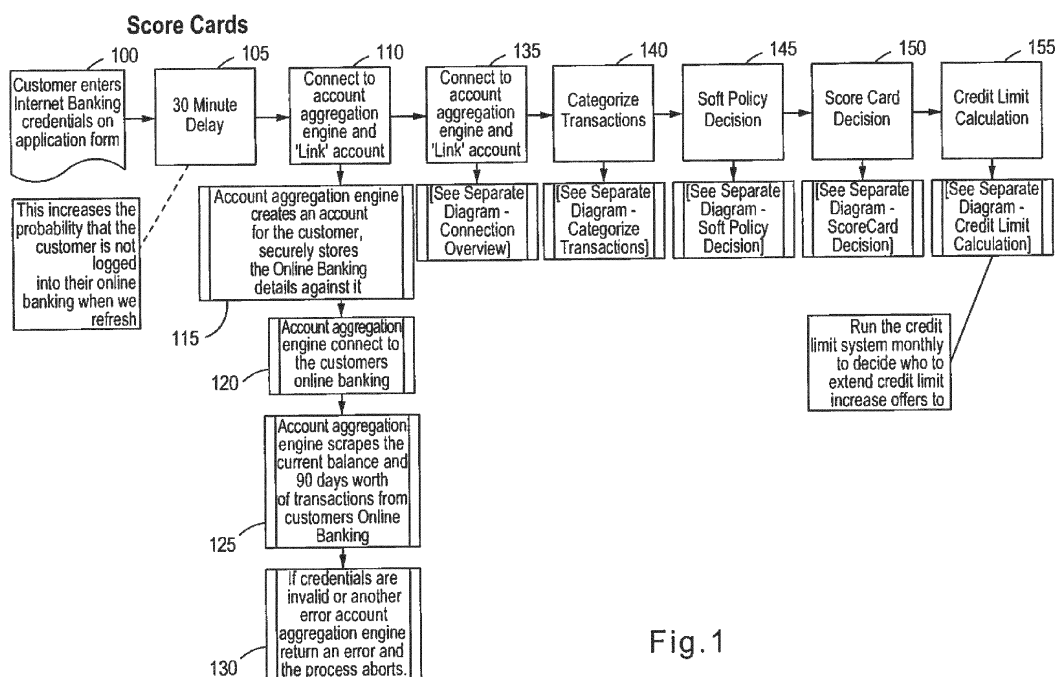 Score Cards
100
Customer enters
Internet Banking
credentials on
application form
105
30 Minute
Delay
110
Connect to
account
aggregation
engine and
'Link' account
135
Connect to
account
aggregation
engine and
'Link' account
140
Categorize
Transactions
145
Soft Policy
Decision
150
Score Card
Decision
155
Credit Limit
Calculation
This increases the
probability that the
customer is not
logged
into their online
banking when we
refresh
Account aggregation engine
creates an account
for the customer,
securely stores
the Online Banking
details against it
115
[See Separate
Diagram -
Connection
Overview]
[See Separate
Diagram -
Categorize
Transactions]
[See Separate
Diagram -
Soft Policy
Decision]
[See Separate
Diagram -
ScoreCard
Decision]
[See Separate
Diagram -
Credit Limit
Calculation]
Account aggregation
engine connect to
the customers
online banking
120
Run the credit
limit system monthly
to decide who to
extend credit limit
increase offers to
Account aggregation
engine scrapes the
current balance and
90 days worth
of transactions from
customers Online
Banking
125
If credentials are
invalid or another
error account
aggregation engine
return an error and
the process aborts.
130
Fig.1